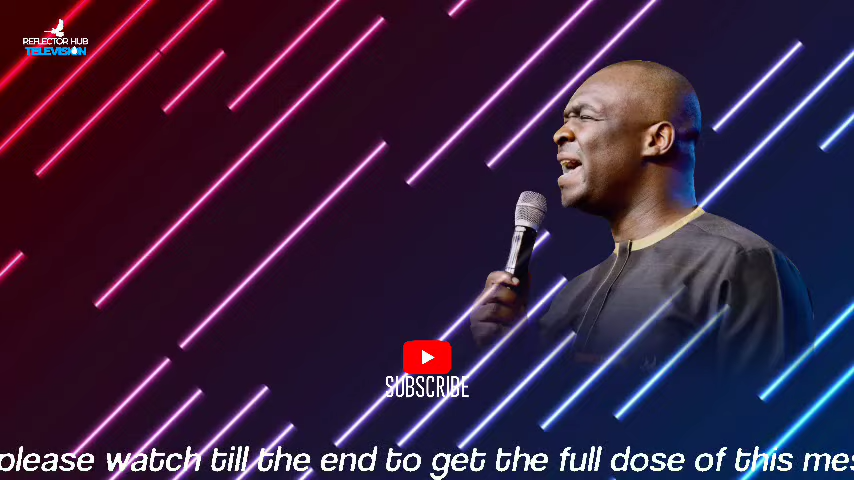 REFLECTOR HUB
TELEVISION
SUBSCRIBE
please watch till the end to get the full dose of this mes